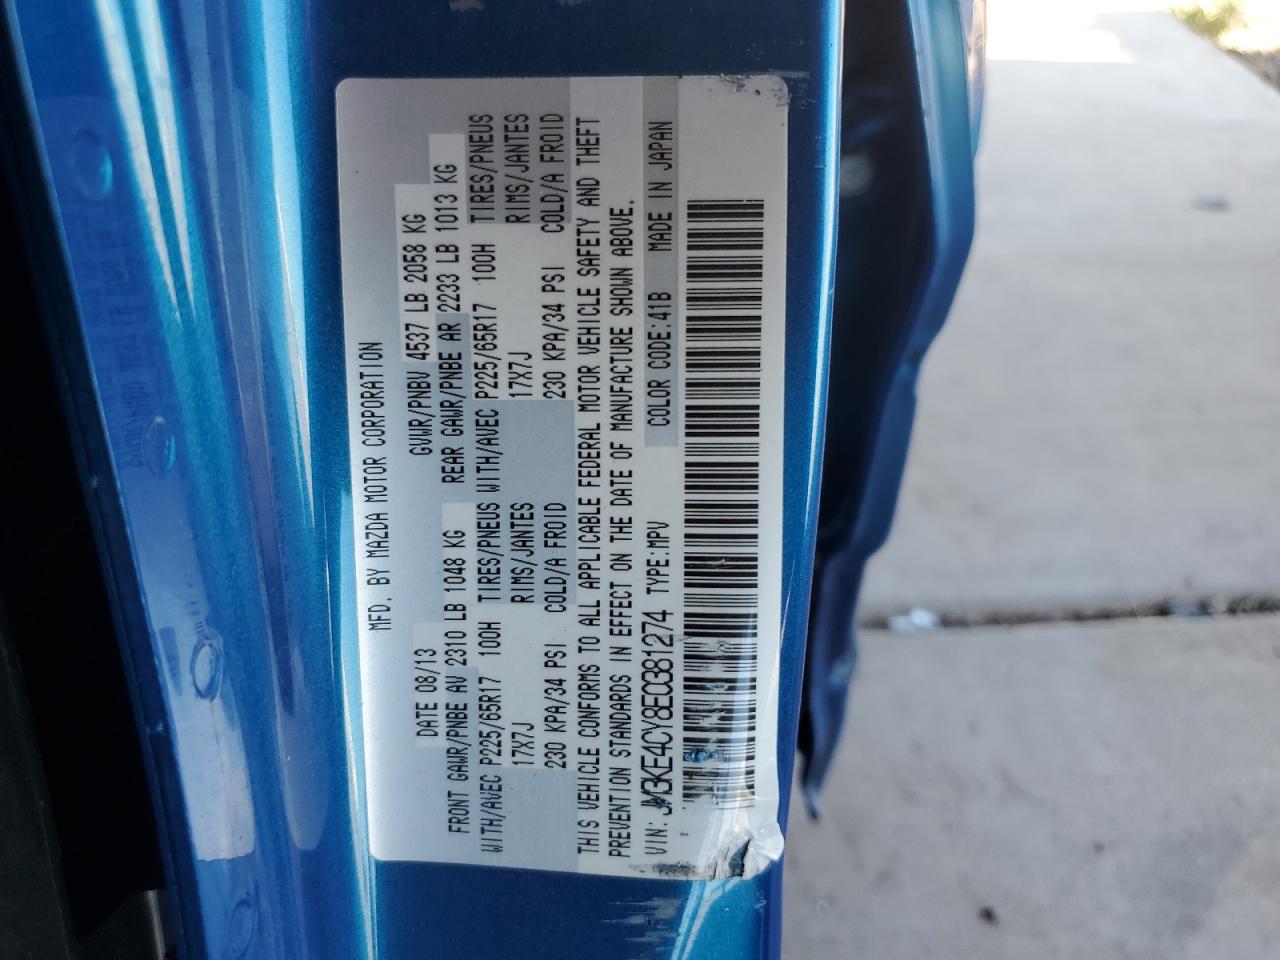 MFD. BY MAZDA MOTOR CORPORATION
DATE 08/13 GVWR/PNBV 4537 LB 2058 KG
FRONT GAWR/PNBE AV 2310 LB 1048 KG REAR GAWR/PNBE AR 2233 LB 1013 KG
WITH/AVEC P225/65R17 100H TIRES/PNEUS WITH/AVEC P225/65R17 100H TIRES/PNEUS
17X7J RIMS/JANTES 17X7J RIMS/JANTES
230 KPA/34 PSI COLD/A FROID 230 KPA/34 PSI COLD/A FROID
THIS VEHICLE CONFORMS TO ALL APPLICABLE FEDERAL MOTOR VEHICLE SAFETY AND THEFT
PREVENTION STANDARDS IN EFFECT ON THE DATE OF MANUFACTURE SHOWN ABOVE.
VIN: JM3KE4CY8E0381274 TYPE:MPV COLOR CODE:41B MADE IN JAPAN